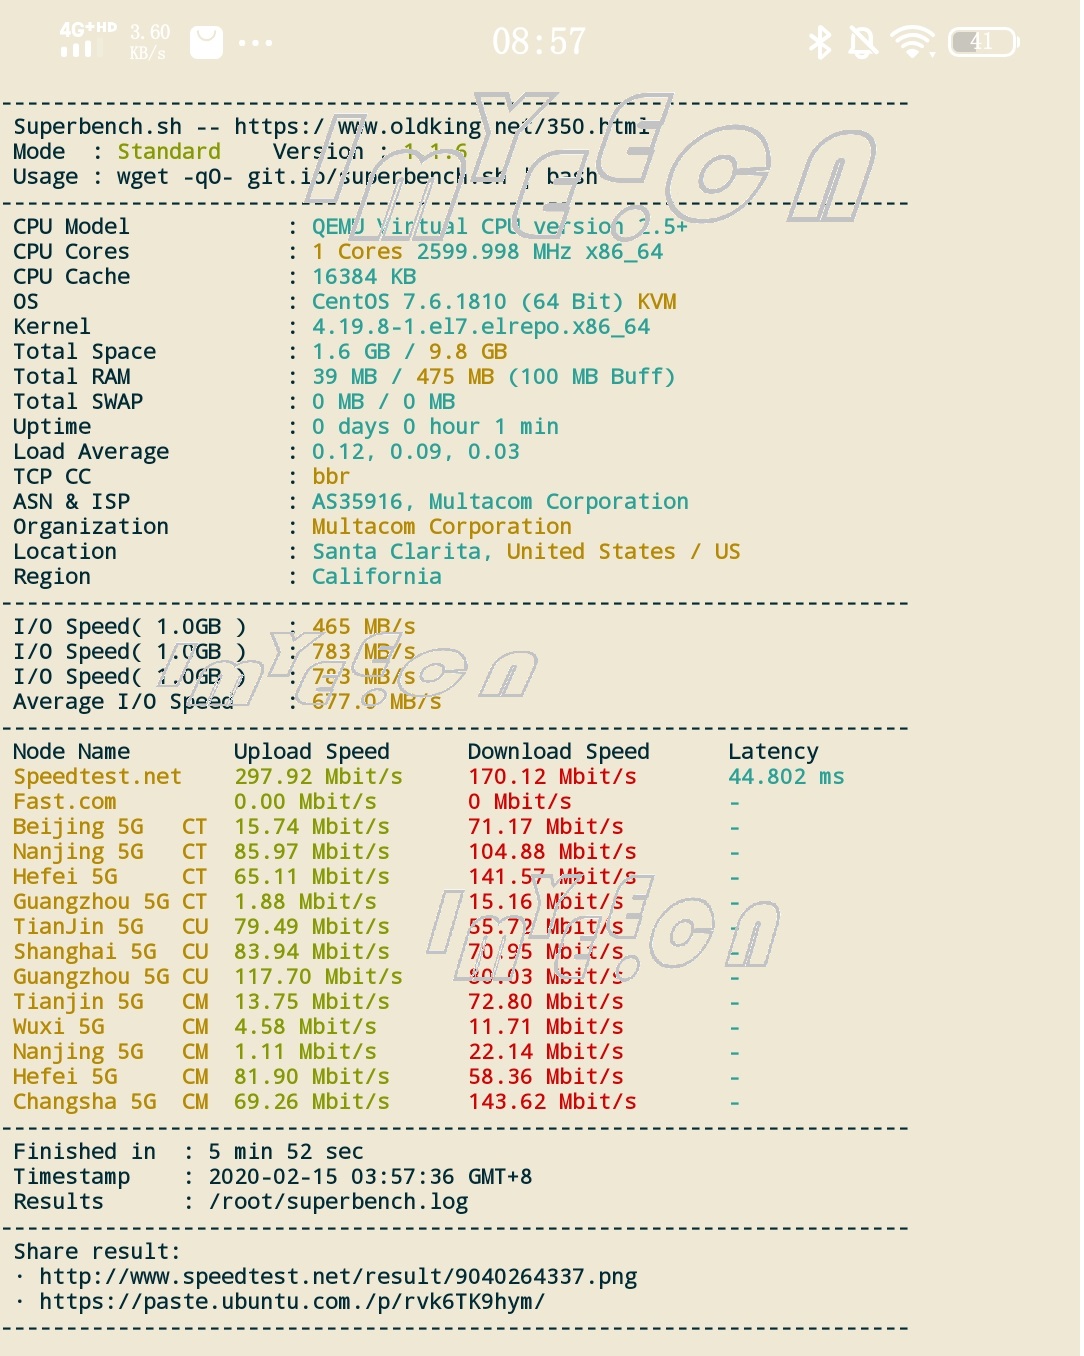 4G+HD 3.60 KB/s 08:57 41
--------------------------------------------------------------------
Superbench.sh -- https://www.oldking.net/350.html
Mode : Standard Version : 1.1.6
Usage : wget -qO- git.io/superbench.sh | bash
--------------------------------------------------------------------
CPU Model : QEMU Virtual CPU version 2.5+
CPU Cores : 1 Cores 2599.998 MHz x86_64
CPU Cache : 16384 KB
OS : CentOS 7.6.1810 (64 Bit) KVM
Kernel : 4.19.8-1.el7.elrepo.x86_64
Total Space : 1.6 GB / 9.8 GB
Total RAM : 39 MB / 475 MB (100 MB Buff)
Total SWAP : 0 MB / 0 MB
Uptime : 0 days 0 hour 1 min
Load Average : 0.12, 0.09, 0.03
TCP CC : bbr
ASN & ISP : AS35916, Multacom Corporation
Organization : Multacom Corporation
Location : Santa Clarita, United States / US
Region : California
--------------------------------------------------------------------
I/O Speed( 1.0GB ) : 465 MB/s
I/O Speed( 1.0GB ) : 783 MB/s
I/O Speed( 1.0GB ) : 783 MB/s
Average I/O Speed : 677.0 MB/s
--------------------------------------------------------------------
Node Name Upload Speed Download Speed Latency
Speedtest.net 297.92 Mbit/s 170.12 Mbit/s 44.802 ms
Fast.com 0.00 Mbit/s 0 Mbit/s -
Beijing 5G CT 15.74 Mbit/s 71.17 Mbit/s -
Nanjing 5G CT 85.97 Mbit/s 104.88 Mbit/s -
Hefei 5G CT 65.11 Mbit/s 141.57 Mbit/s -
Guangzhou 5G CT 1.88 Mbit/s 15.16 Mbit/s -
TianJin 5G CU 79.49 Mbit/s 55.72 Mbit/s -
Shanghai 5G CU 83.94 Mbit/s 70.95 Mbit/s -
Guangzhou 5G CU 117.70 Mbit/s Mbit/s -
Tianjin 5G CM 13.75 Mbit/s 72.80 Mbit/s -
Wuxi 5G CM 4.58 Mbit/s 11.71 Mbit/s -
Nanjing 5G CM 1.11 Mbit/s 22.14 Mbit/s -
Hefei 5G CM 81.90 Mbit/s 58.36 Mbit/s -
Changsha 5G CM 69.26 Mbit/s 143.62 Mbit/s -
--------------------------------------------------------------------
Finished in : 5 min 52 sec
Timestamp : 2020-02-15 03:57:36 GMT+8
Results : /root/superbench.log
--------------------------------------------------------------------
Share result:
· http://www.speedtest.net/result/9040264337.png
· https://paste.ubuntu.com./p/rvk6TK9hym/
--------------------------------------------------------------------